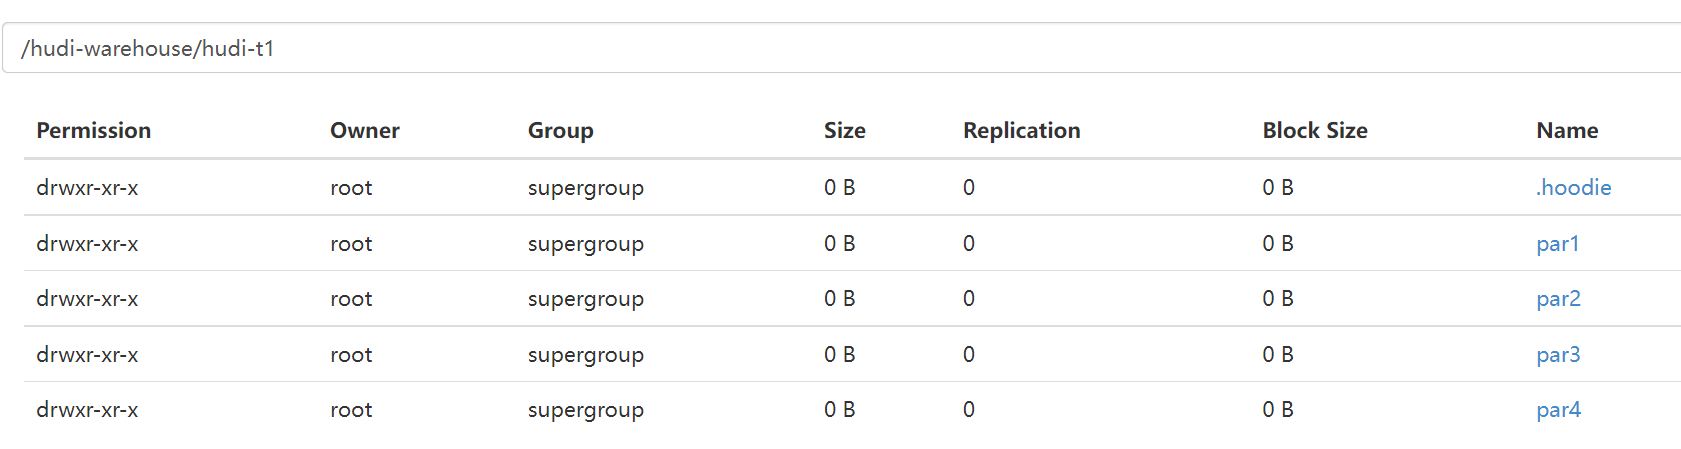 /hudi-warehouse/hudi-t1
Permission Owner Group Size Replication Block Size Name
drwxr-xr-x root supergroup 0 B 0 0 B .hoodie
drwxr-xr-x root supergroup 0 B 0 0 B par1
drwxr-xr-x root supergroup 0 B 0 0 B par2
drwxr-xr-x root supergroup 0 B 0 0 B par3
drwxr-xr-x root supergroup 0 B 0 0 B par4